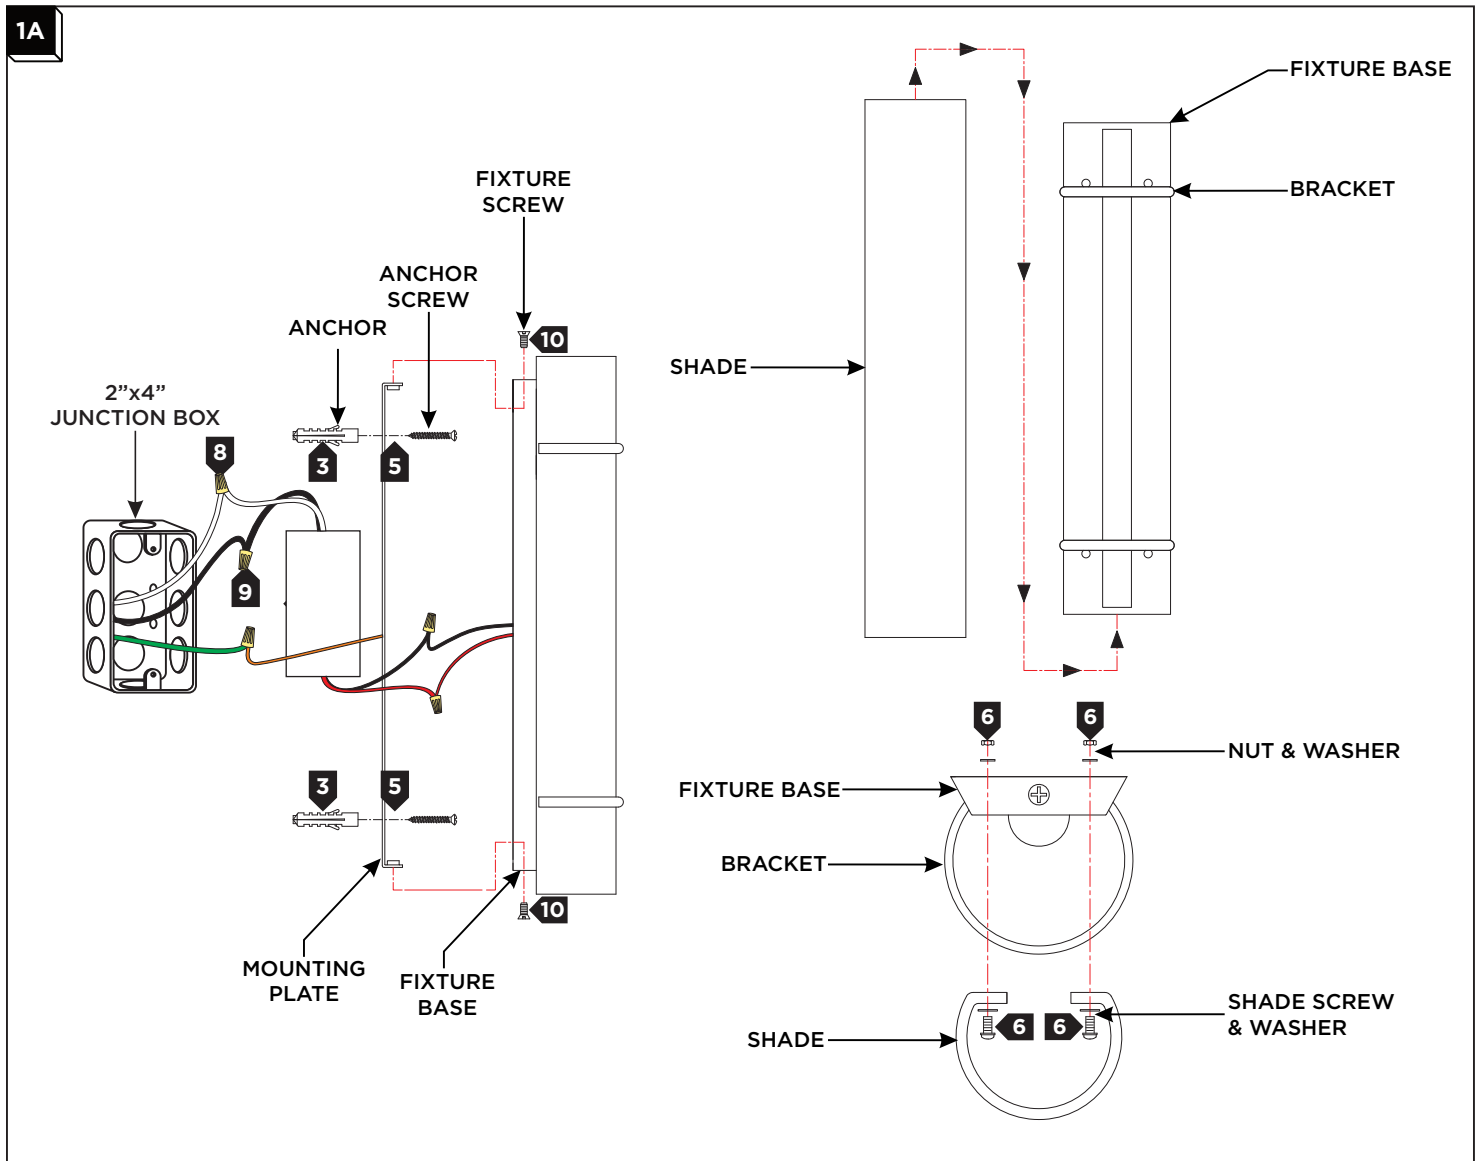 1A
FIXTURE BASE
BRACKET
FIXTURE
SCREW
ANCHOR
SCREW
ANCHOR
10
SHADE
2”x4”
JUNCTION BOX
8
3
5
9
3
5
10
MOUNTING
PLATE
FIXTURE
BASE
6
6
NUT & WASHER
FIXTURE BASE
BRACKET
SHADE SCREW
& WASHER
6
6
SHADE